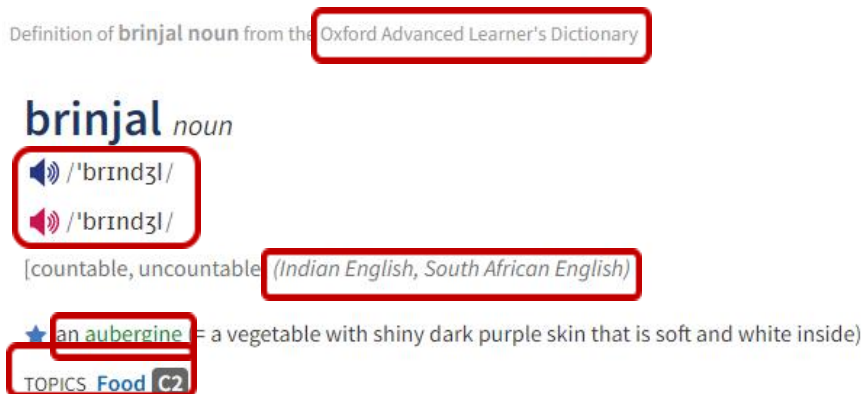 Definition of brinjal noun from the Oxford Advanced Learner's Dictionary
brinjal noun
/ˈbrɪndʒl/
/ˈbrɪndʒl/
[countable, uncountable (Indian English, South African English)
an aubergine (= a vegetable with shiny dark purple skin that is soft and white inside)
TOPICS Food C2